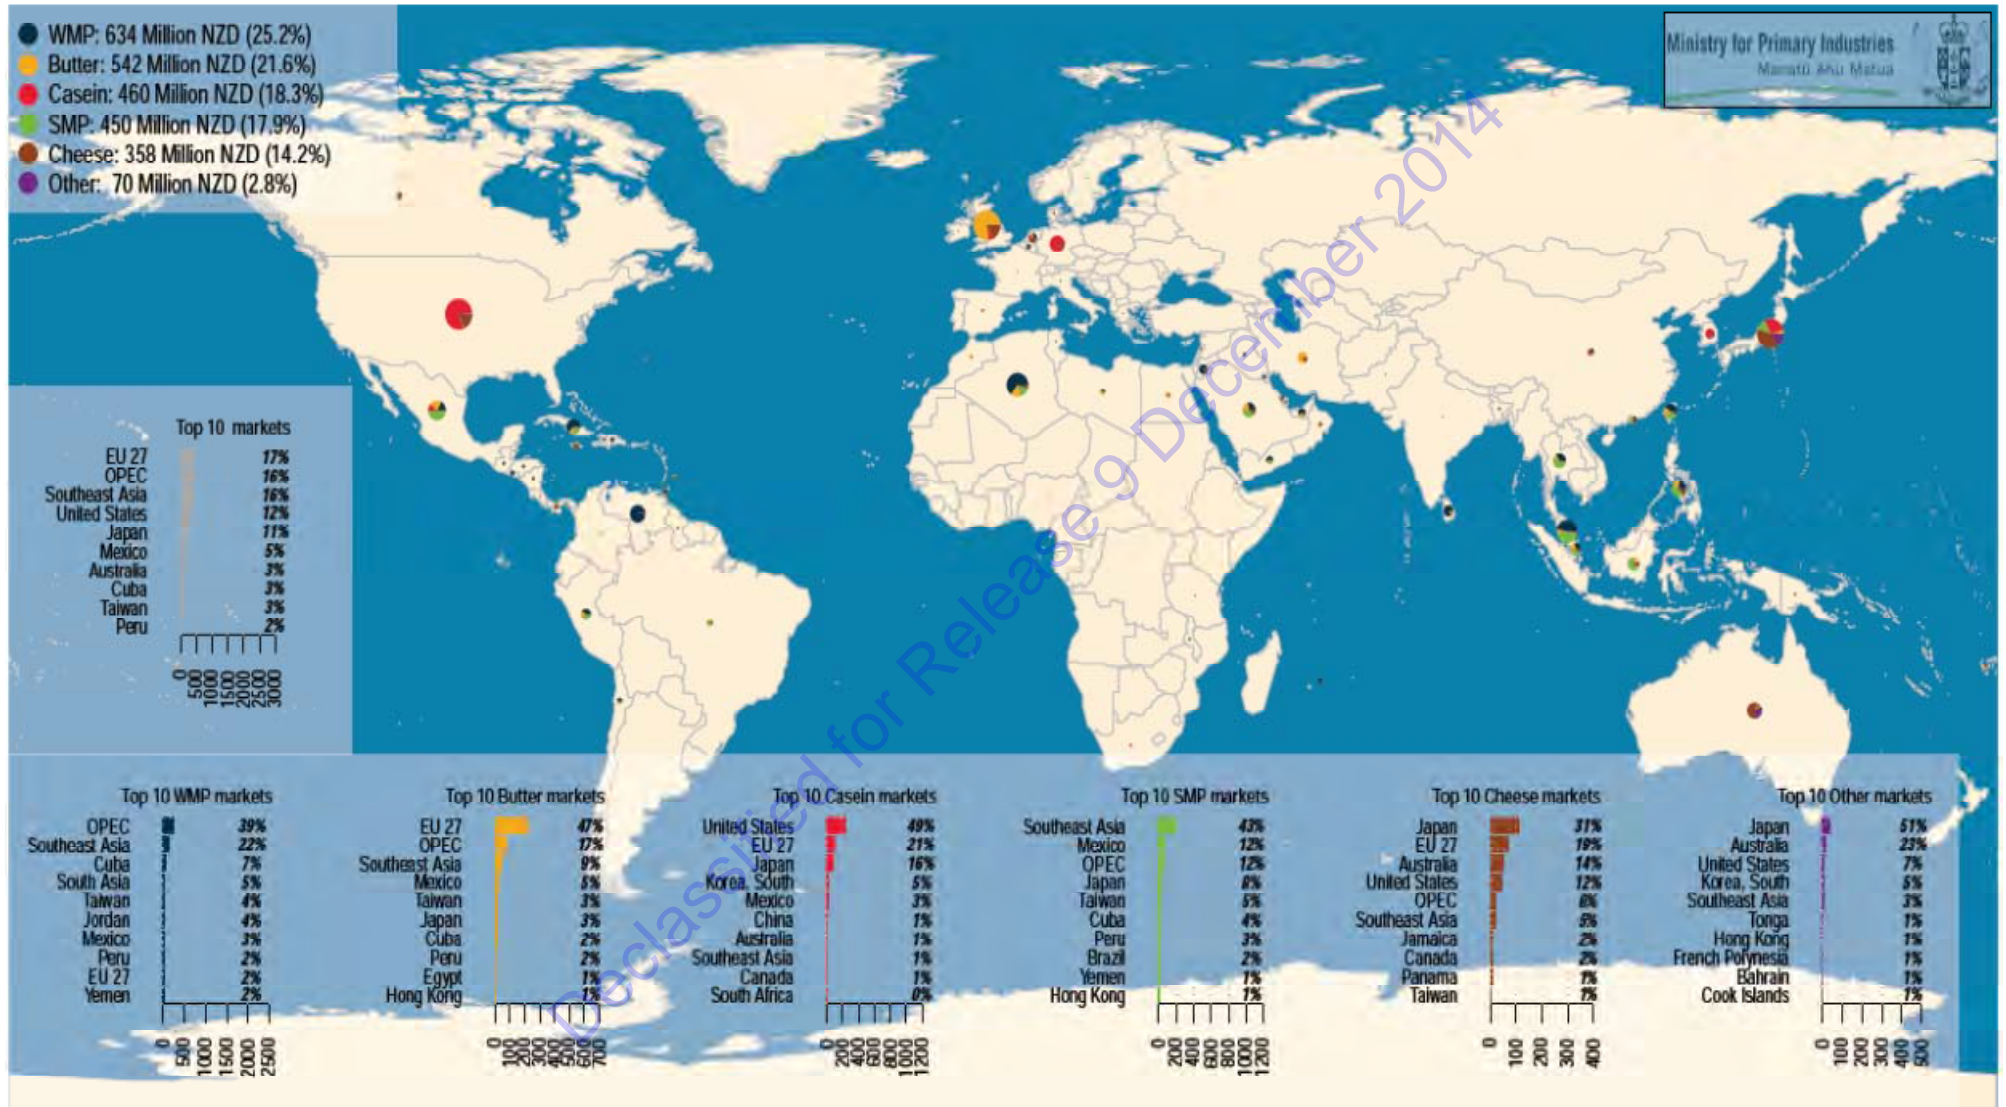 WMP: 634 Million NZD (25.2%)
Butter: 542 Million NZD (21.6%)
Casein: 460 Million NZD (18.3%)
SMP: 450 Million NZD (17.9%)
Cheese: 358 Million NZD (14.2%)
Other: 70 Million NZD (2.8%)
Ministry for Primary Industries
Manatū Ahu Matua
Declassified for Release 9 December 2014
Top 10 markets
EU 27 17%
OPEC 16%
Southeast Asia 16%
United States 12%
Japan 11%
Mexico 5%
Australia 3%
Cuba 3%
Taiwan 3%
Peru 2%
0 500 1000 1500 2000 2500 3000
Top 10 WMP markets
OPEC 39%
Southeast Asia 22%
Cuba 7%
South Asia 5%
Taiwan 4%
Jordan 4%
Mexico 3%
Peru 2%
EU 27 2%
Yemen 2%
0 500 1000 1500 2000 2500
Top 10 Butter markets
EU 27 47%
OPEC 17%
Southeast Asia 9%
Mexico 5%
Taiwan 3%
Japan 3%
Cuba 2%
Peru 2%
Egypt 1%
Hong Kong 1%
0 100 200 300 400 500 600 700
Top 10 Casein markets
United States 49%
EU 27 21%
Japan 16%
Korea, South 5%
Mexico 3%
China 1%
Australia 1%
Southeast Asia 1%
Canada 1%
South Africa 0%
0 200 400 600 800 1000 1200
Top 10 SMP markets
Southeast Asia 43%
Mexico 12%
OPEC 12%
Japan
Taiwan 5%
Cuba 4%
Peru 3%
Brazil 2%
Yemen 1%
Hong Kong 1%
0 200 400 600 800 1000 1200
Top 10 Cheese markets
Japan 31%
EU 27 19%
Australia 14%
United States 12%
OPEC
Southeast Asia 5%
Jamaica 2%
Canada 2%
Panama 1%
Taiwan 1%
0 100 200 300 400
Top 10 Other markets
Japan 51%
Australia 23%
United States 7%
Korea, South 5%
Southeast Asia 3%
Tonga 1%
Hong Kong 1%
French Polynesia 1%
Bahrain 1%
Cook Islands 1%
0 100 200 300 400 500